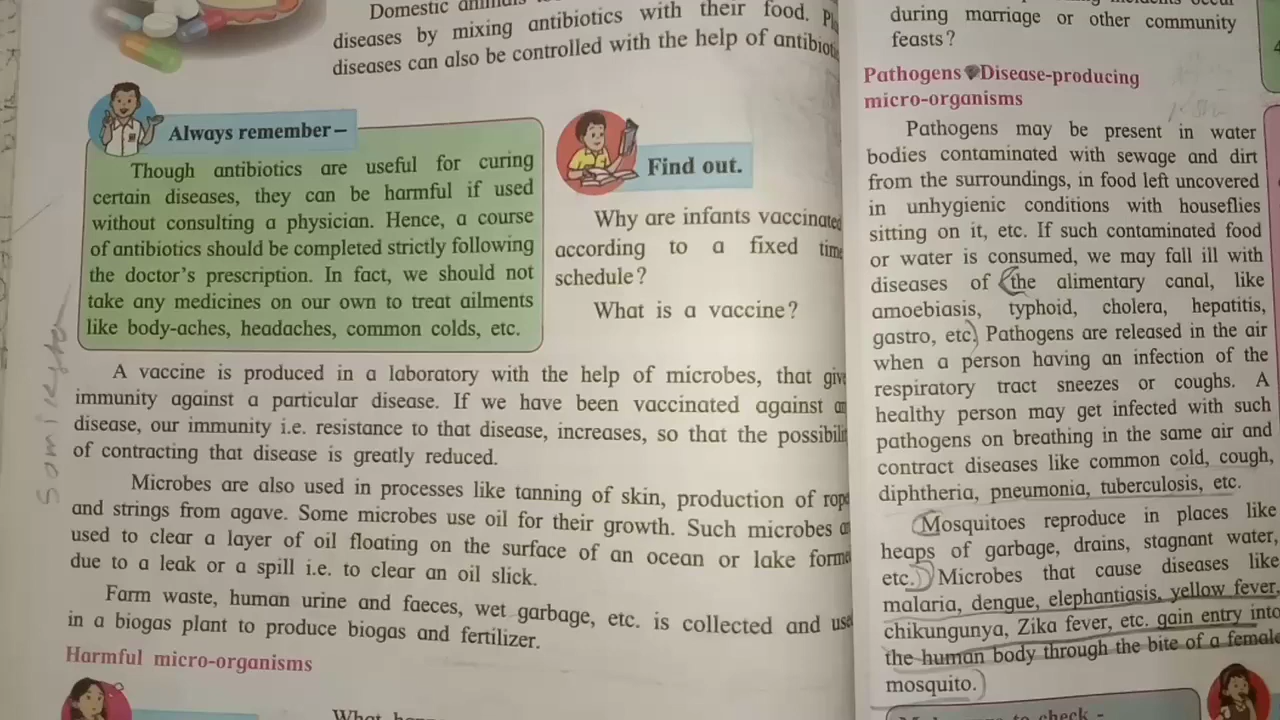 Domestic
diseases by mixing antibiotics with their food.
diseases can also be controlled with the help of
Always remember –
Though antibiotics are useful for curing
certain diseases, they can be harmful if used
without consulting a physician. Hence, a course
of antibiotics should be completed strictly following
the doctor's prescription. In fact, we should not
take any medicines on our own to treat ailments
like body-aches, headaches, common colds, etc.
Find out.
Why are infants vaccinated
according to a fixed time
schedule?
What is a vaccine?
A vaccine is produced in a laboratory with the help of microbes, that
immunity against a particular disease. If we have been vaccinated against
disease, our immunity i.e. resistance to that disease, increases, so that the
of contracting that disease is greatly reduced.
Microbes are also used in processes like tanning of skin, production of
and strings from agave. Some microbes use oil for their growth. Such microbes
used to clear a layer of oil floating on the surface of an ocean or lake
due to a leak or a spill i.e. to clear an oil slick.
Farm waste, human urine and faeces, wet garbage, etc. is collected and
in a biogas plant to produce biogas and fertilizer.
Harmful micro-organisms
during marriage or other community
feasts?
Pathogens Disease-producing
micro-organisms
Pathogens may be present in water
bodies contaminated with sewage and dirt
from the surroundings, in food left uncovered
in unhygienic conditions with houseflies
sitting on it, etc. If such contaminated food
or water is consumed, we may fall ill with
diseases of (the alimentary canal, like
amoebiasis, typhoid, cholera, hepatitis,
gastro, etc.) Pathogens are released in the air
when a person having an infection of the
respiratory tract sneezes or coughs. A
healthy person may get infected with such
pathogens on breathing in the same air and
contract diseases like common cold, cough,
diphtheria, pneumonia, tuberculosis, etc.
(Mosquitoes reproduce in places like
heaps of garbage, drains, stagnant water,
etc.) Microbes that cause diseases like
malaria, dengue, elephantiasis, yellow fever,
chikungunya, Zika fever, etc. gain entry into
the human body through the bite of a female
mosquito.)